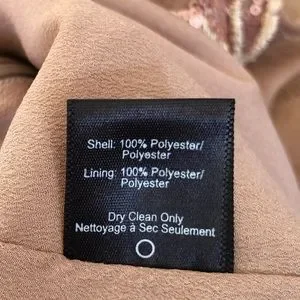 Shell: 100% Polyester/
Polyester
Lining: 100% Polyester/
Polyester
Dry Clean Only
Nettoyage à Sec Seulement